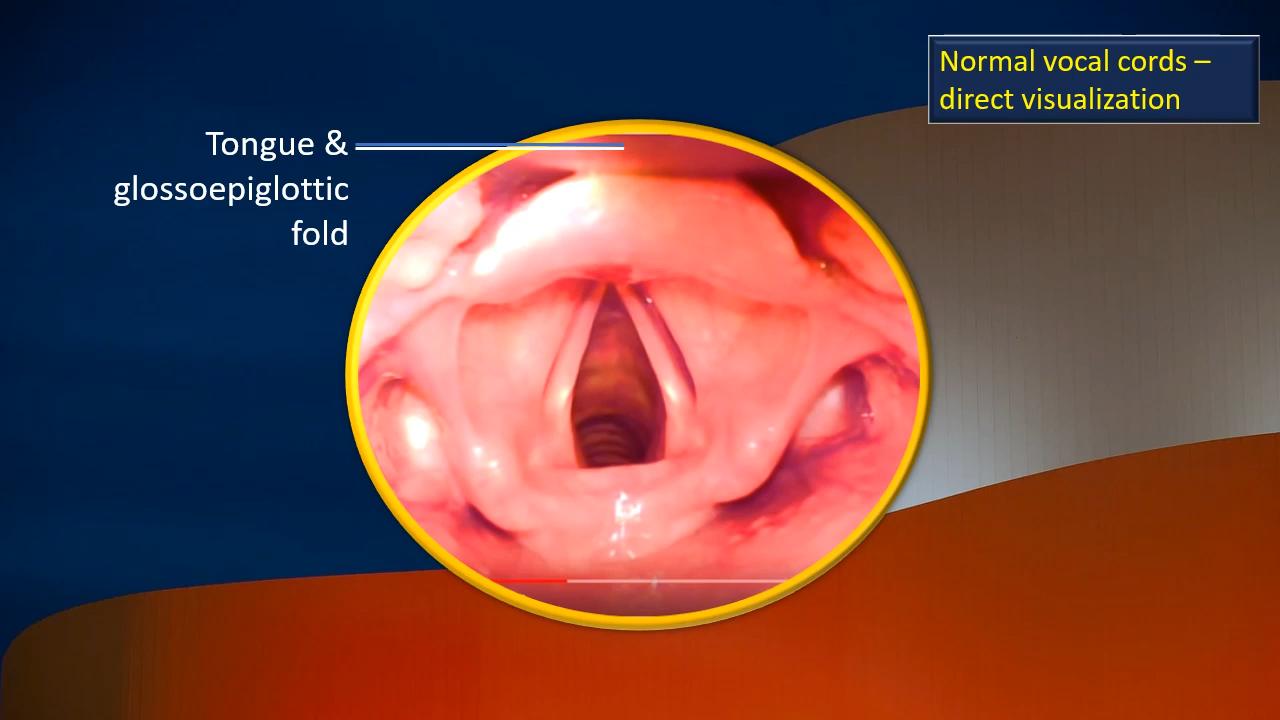 Normal vocal cords –
direct visualization
Tongue &
glossoepiglottic
fold